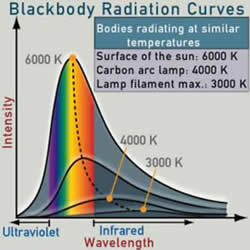 Blackbody Radiation Curves
Bodies radiating at similar
temperatures
Surface of the sun: 6000 K
Carbon arc lamp: 4000 K
Lamp filament max.: 3000 K
6000 K
4000 K
3000 K
Intensity
Ultraviolet
Infrared
Wavelength